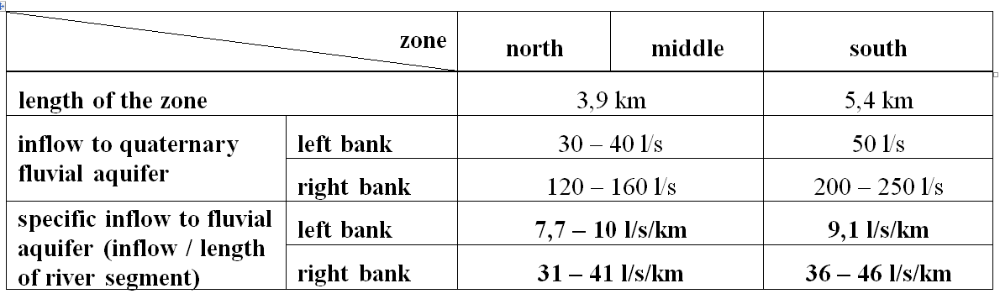 zone north middle south
length of the zone 3,9 km 5,4 km
inflow to quaternary
fluvial aquifer
left bank 30 – 40 l/s 50 l/s
right bank 120 – 160 l/s 200 – 250 l/s
specific inflow to fluvial
aquifer (inflow / length
of river segment)
left bank 7,7 – 10 l/s/km 9,1 l/s/km
right bank 31 – 41 l/s/km 36 – 46 l/s/km